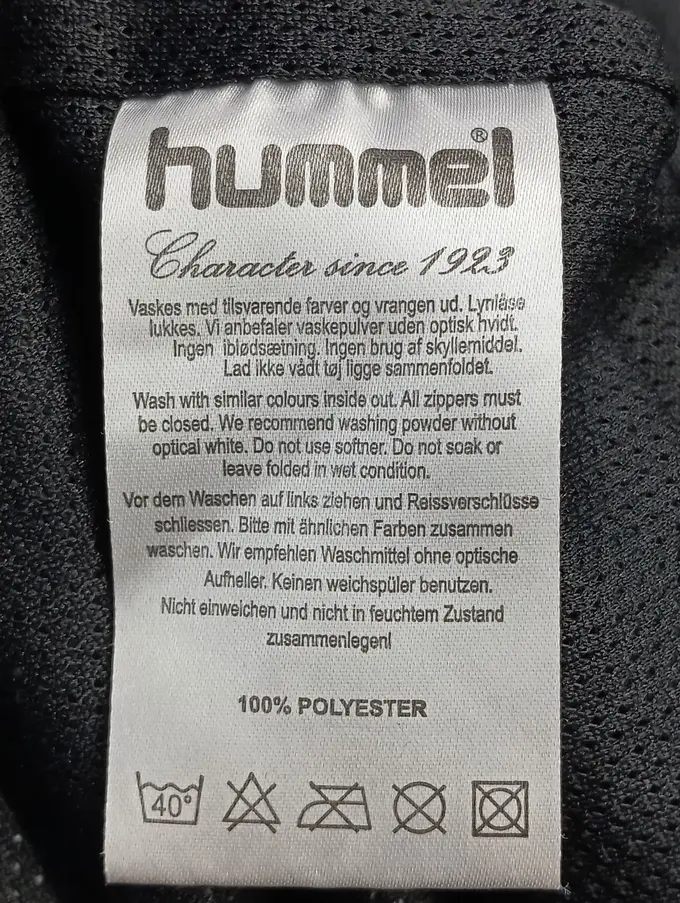 hummel®
Character since 1923
Vaskes med tilsvarende farver og vrangen ud. Lynlåse
lukkes. Vi anbefaler vaskepulver uden optisk hvidt.
Ingen iblødsætning. Ingen brug af skyllemiddel.
Lad ikke vådt tøj ligge sammenfoldet.
Wash with similar colours inside out. All zippers must
be closed. We recommend washing powder without
optical white. Do not use softner. Do not soak or
leave folded in wet condition.
Vor dem Waschen auf links ziehen und Reissverschlüsse
schliessen. Bitte mit ähnlichen Farben zusammen
waschen. Wir empfehlen Waschmittel ohne optische
Aufheller. Keinen weichspüler benutzen.
Nicht einweichen und nicht in feuchtem Zustand
zusammenlegen!
100% POLYESTER
40°